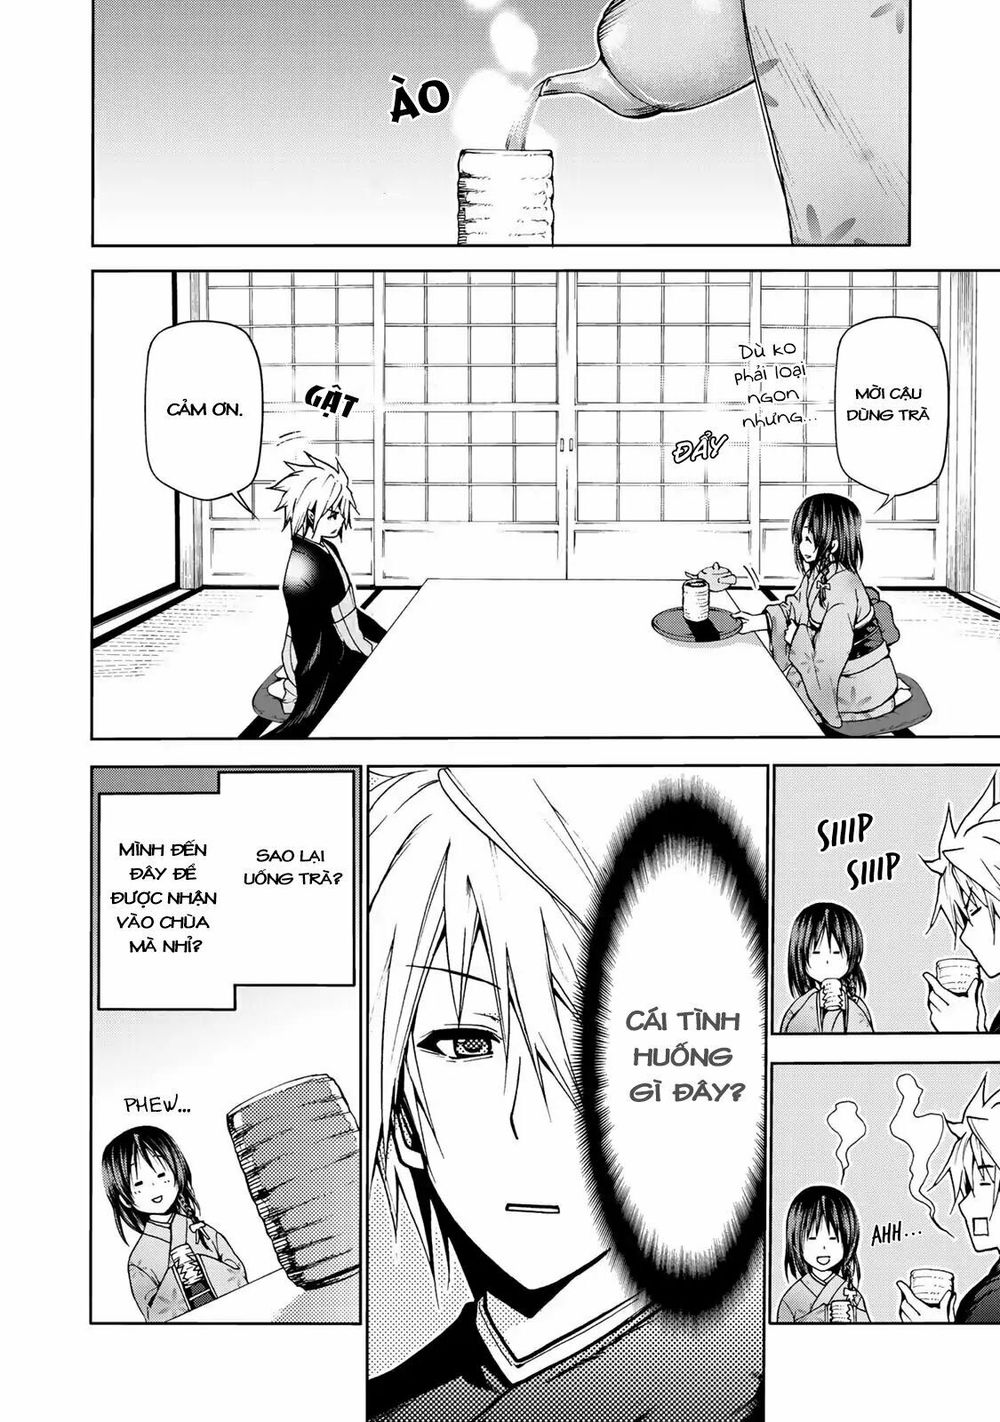 ÀO
MỜI CẬU
DÙNG TRÀ
Dù ko
phải loại
ngon
nhưng...
ĐẨY
GẬT
CẢM ƠN.
SIIIP
SIIIP
AHH...
CÁI TÌNH
HUỐNG
GÌ ĐÂY?
SAO LẠI
UỐNG TRÀ?
MÌNH ĐẾN
ĐÂY ĐỂ
ĐƯỢC NHẬN
VÀO CHÙA
MÀ NHỈ?
PHEW...